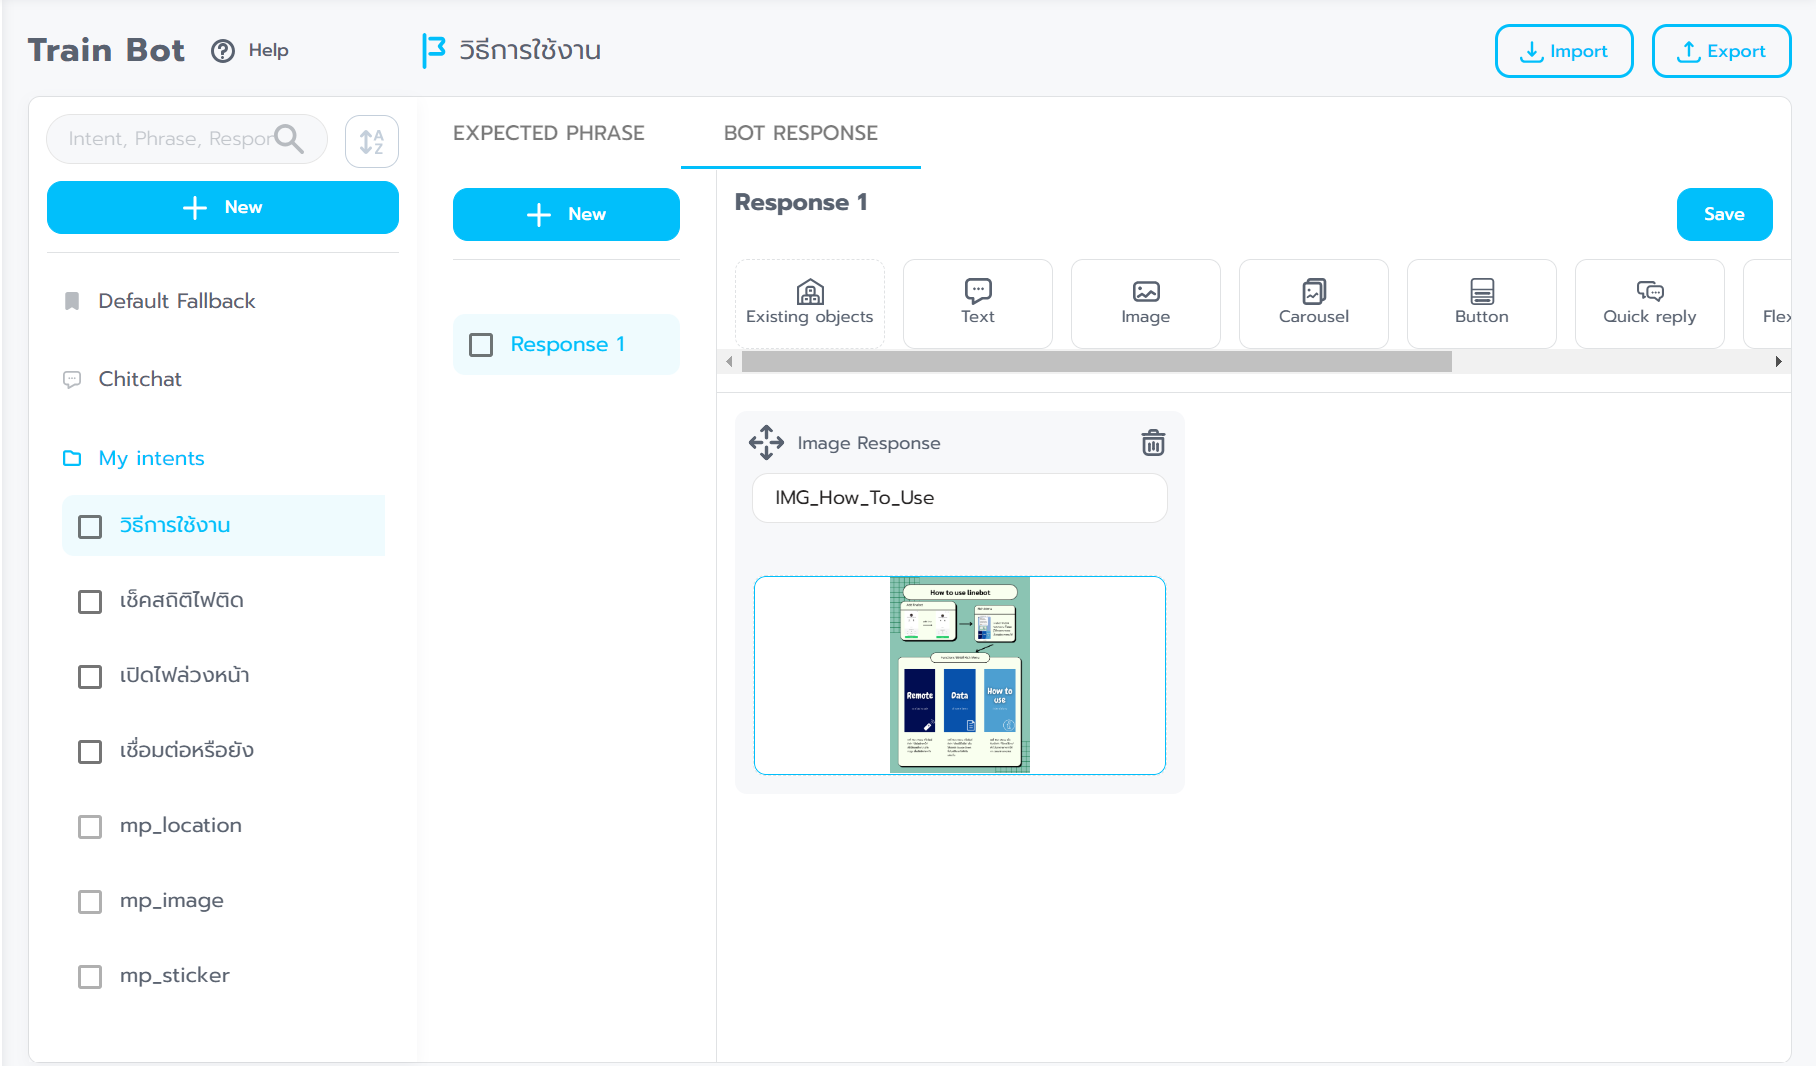 Train Bot
Help
วิธีการใช้งาน
Import
Export
Intent, Phrase, Respon
New
Default Fallback
Chitchat
My intents
วิธีการใช้งาน
เช็คสถิติไฟติด
เปิดไฟล่วงหน้า
เชื่อมต่อหรือยัง
mp_location
mp_image
mp_sticker
EXPECTED PHRASE
BOT RESPONSE
New
Response 1
Response 1
Save
Existing objects
Text
Image
Carousel
Button
Quick reply
Flex
Image Response
IMG_How_To_Use
How to use linebot
Remote
Data
How to
use